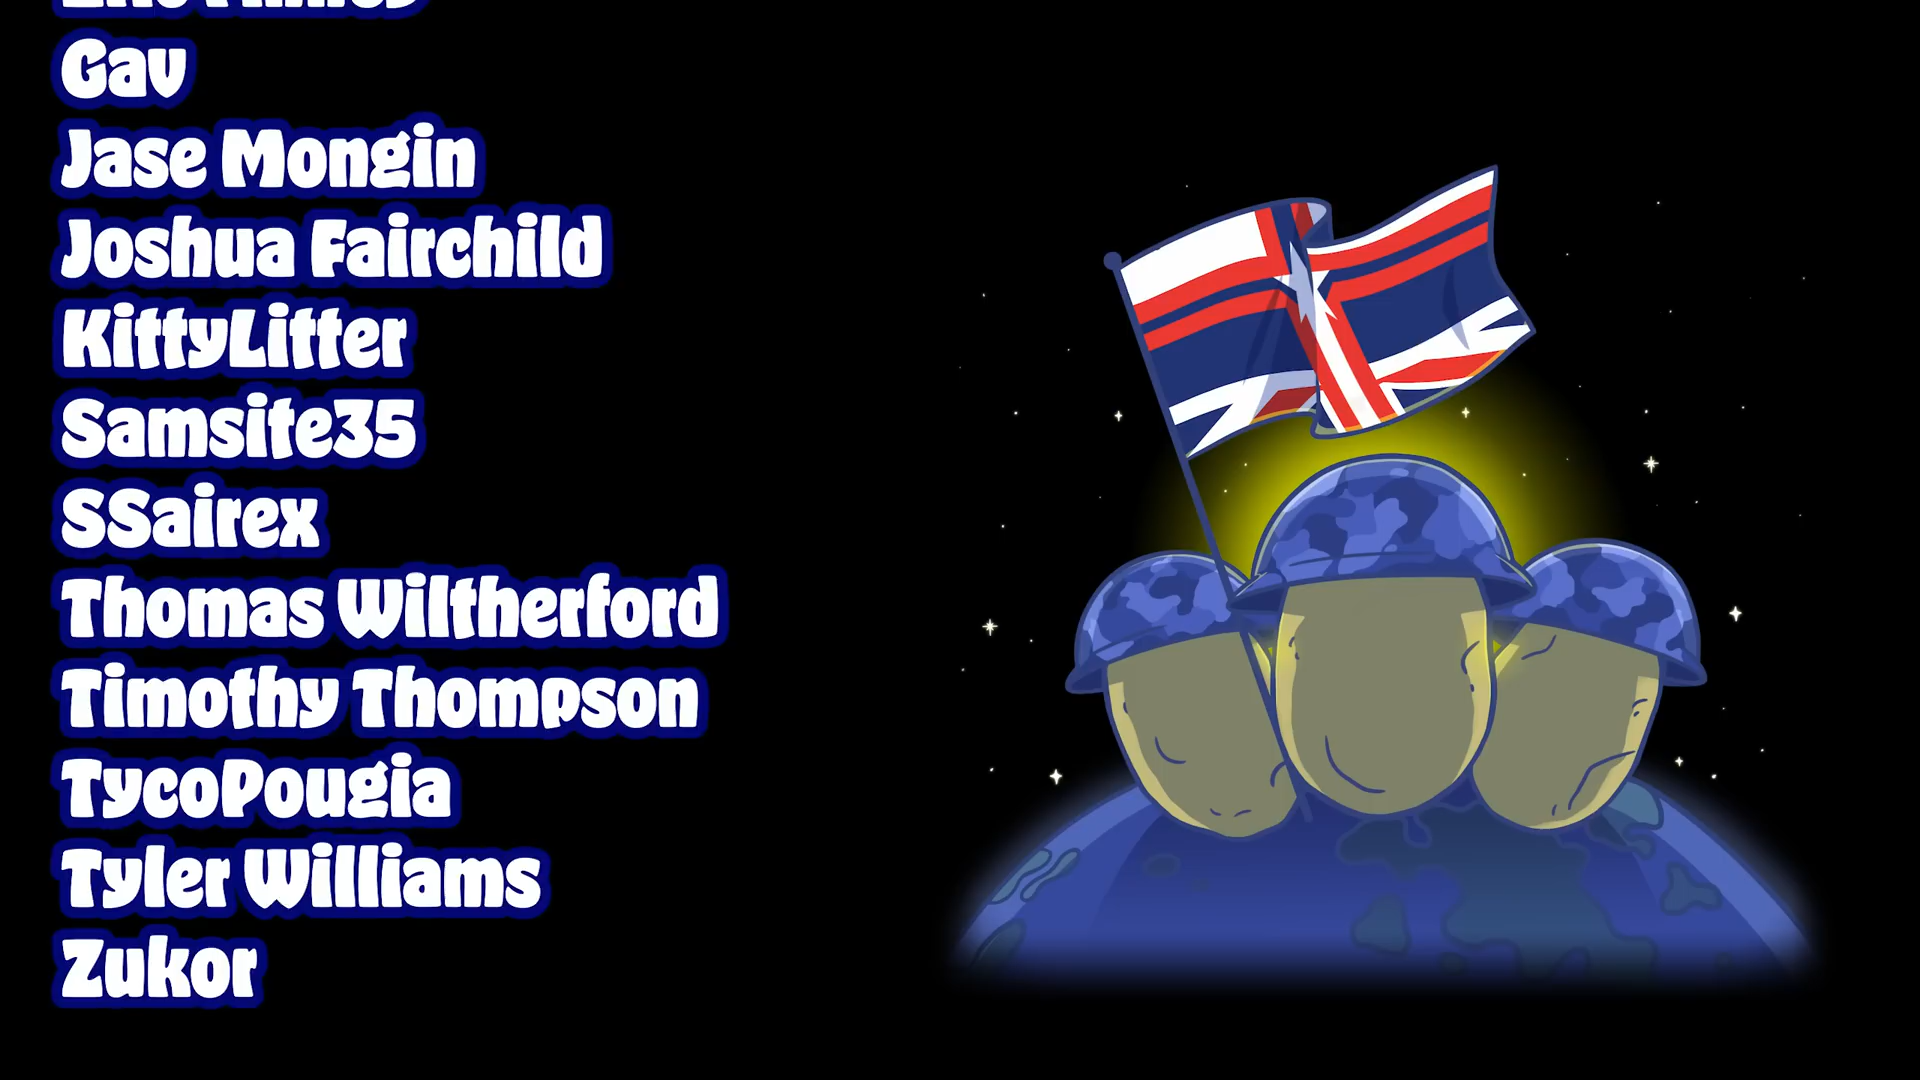 Gav
Jase Mongin
Joshua Fairchild
KittyLitter
Samsite35
SSairex
Thomas Wiltherford
Timothy Thompson
TycoPougia
Tyler Williams
Zukor